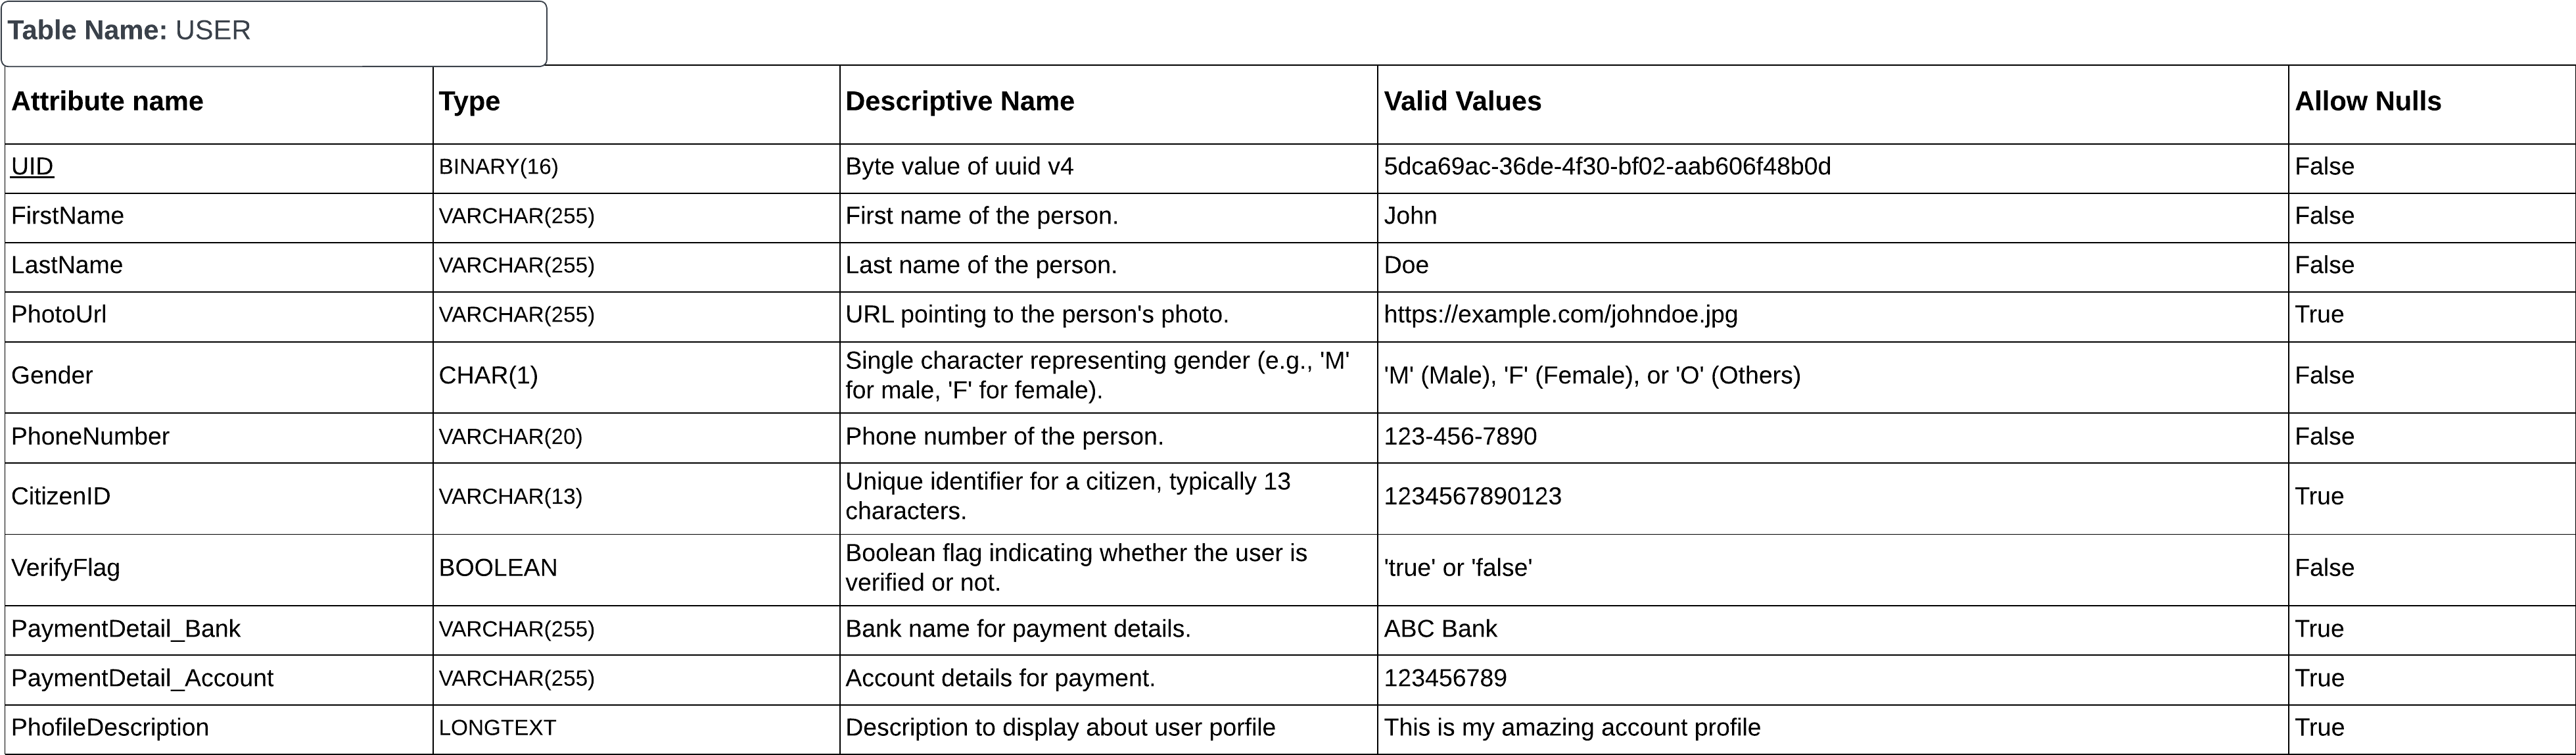 Table Name: USER
Attribute name Type Descriptive Name Valid Values Allow Nulls
UID BINARY(16) Byte value of uuid v4 5dca69ac-36de-4f30-bf02-aab606f48b0d False
FirstName VARCHAR(255) First name of the person. John False
LastName VARCHAR(255) Last name of the person. Doe False
PhotoUrl VARCHAR(255) URL pointing to the person's photo. https://example.com/johndoe.jpg True
Gender CHAR(1) Single character representing gender (e.g., 'M'
for male, 'F' for female). 'M' (Male), 'F' (Female), or 'O' (Others) False
PhoneNumber VARCHAR(20) Phone number of the person. 123-456-7890 False
CitizenID VARCHAR(13) Unique identifier for a citizen, typically 13
characters. 1234567890123 True
VerifyFlag BOOLEAN Boolean flag indicating whether the user is
verified or not. 'true' or 'false' False
PaymentDetail_Bank VARCHAR(255) Bank name for payment details. ABC Bank True
PaymentDetail_Account VARCHAR(255) Account details for payment. 123456789 True
PhofileDescription LONGTEXT Description to display about user porfile This is my amazing account profile True